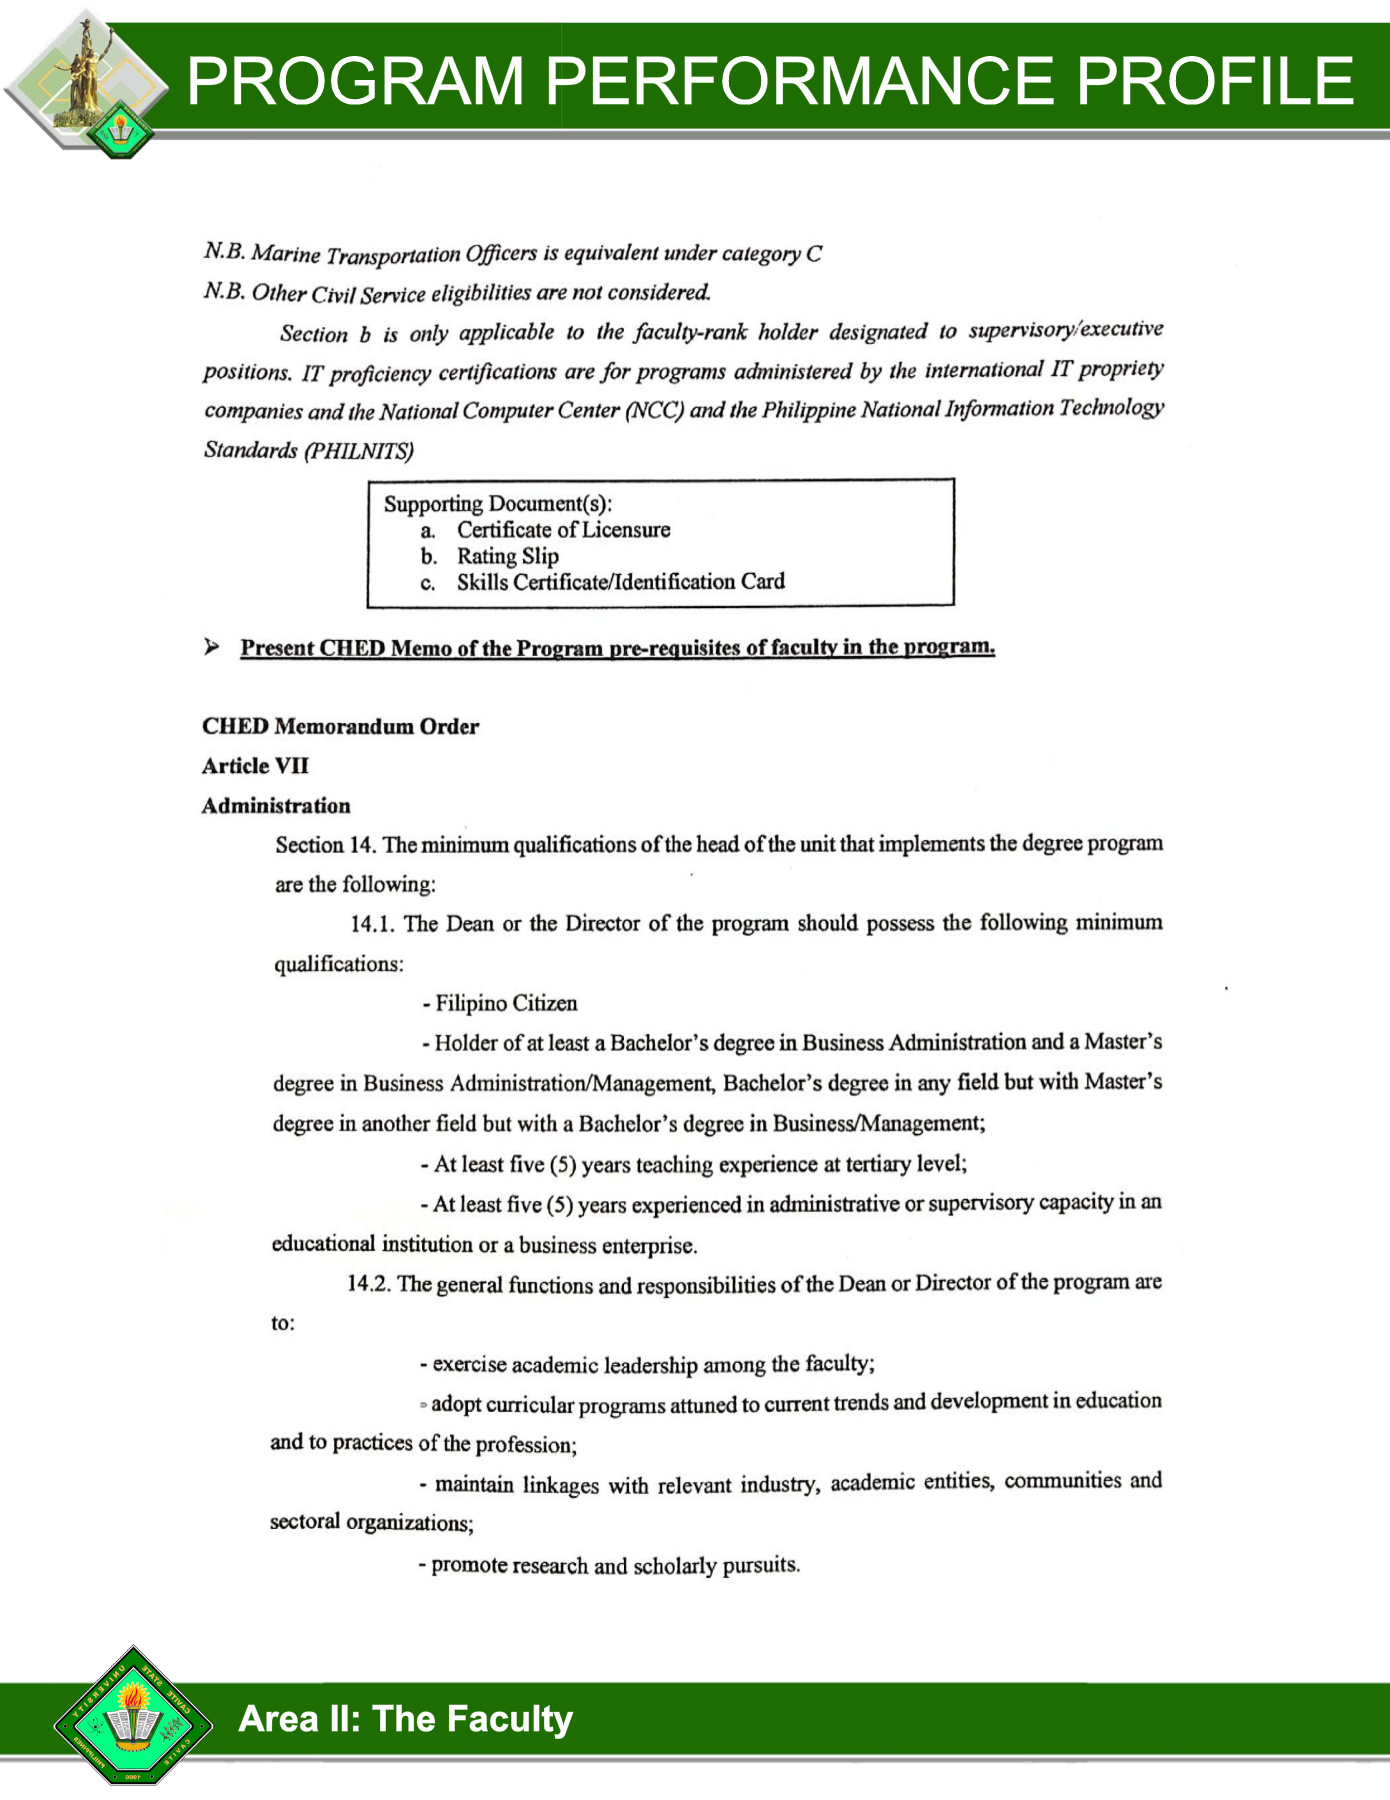 PROGRAM PERFORMANCE PROFILE
N.B. Marine Transportation Officers is equivalent under category C
N.B. Other Civil Service eligibilities are not considered.
Section b is only applicable to the faculty-rank holder designated to supervisory/executive
positions. IT proficiency certifications are for programs administered by the international IT propriety
companies and the National Computer Center (NCC) and the Philippine National Information Technology
Standards (PHILNITS)
Supporting Document(s):
a. Certificate of Licensure
b. Rating Slip
c. Skills Certificate/Identification Card
➢ Present CHED Memo of the Program pre-requisites of faculty in the program.
CHED Memorandum Order
Article VII
Administration
Section 14. The minimum qualifications of the head of the unit that implements the degree program
are the following:
14.1. The Dean or the Director of the program should possess the following minimum
qualifications:
- Filipino Citizen
- Holder of at least a Bachelor's degree in Business Administration and a Master's
degree in Business Administration/Management, Bachelor's degree in any field but with Master's
degree in another field but with a Bachelor's degree in Business/Management;
- At least five (5) years teaching experience at tertiary level;
- At least five (5) years experienced in administrative or supervisory capacity in an
educational institution or a business enterprise.
14.2. The general functions and responsibilities of the Dean or Director of the program are
to:
- exercise academic leadership among the faculty;
- adopt curricular programs attuned to current trends and development in education
and to practices of the profession;
- maintain linkages with relevant industry, academic entities, communities and
sectoral organizations;
- promote research and scholarly pursuits.
CAVITE STATE UNIVERSITY
CAVITE
PHILIPPINES
1906
Area II: The Faculty